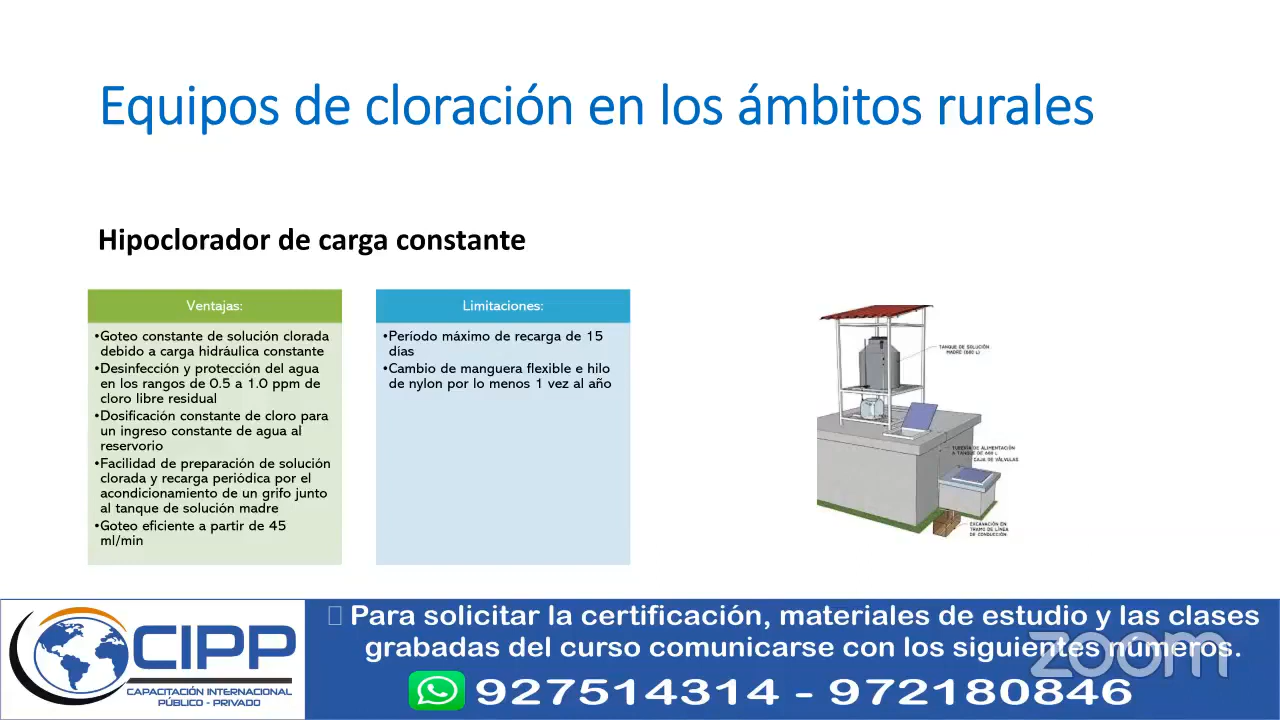 Equipos de cloración en los ámbitos rurales
Hipoclorador de carga constante
Ventajas:
•Goteo constante de solución clorada
debido a carga hidráulica constante
•Desinfección y protección del agua
en los rangos de 0.5 a 1.0 ppm de
cloro libre residual
•Dosificación constante de cloro para
un ingreso constante de agua al
reservorio
•Facilidad de preparación de solución
clorada y recarga periódica por el
acondicionamiento de un grifo junto
al tanque de solución madre
•Goteo eficiente a partir de 45
ml/min
Limitaciones:
•Período máximo de recarga de 15
días
•Cambio de manguera flexible e hilo
de nylon por lo menos 1 vez al año
TANQUE DE SOLUCIÓN
MADRE (600 L)
TUBERÍA DE ALIMENTACIÓN
A TANQUE DE 600 L
CAJA DE VÁLVULAS
EXCAVACIÓN EN
TRAMO DE LÍNEA
DE CONDUCCIÓN
CIPP
CAPACITACIÓN INTERNACIONAL
PÚBLICO - PRIVADO
Para solicitar la certificación, materiales de estudio y las clases
grabadas del curso comunicarse con los siguientes números.
927514314 - 972180846
zoom